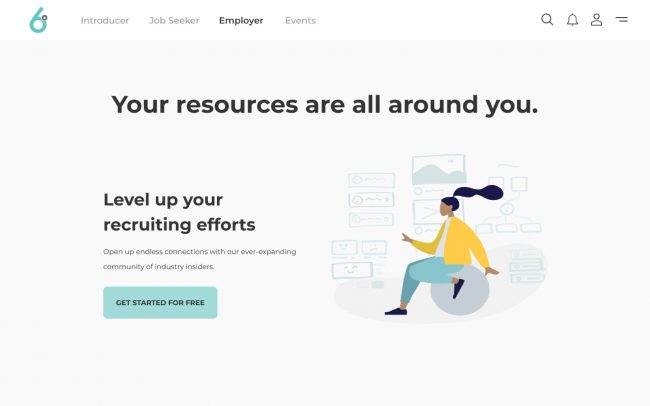 6°
Introducer Job Seeker Employer Events
Your resources are all around you.
Level up your
recruiting efforts
Open up endless connections with our ever-expanding
community of industry insiders.
GET STARTED FOR FREE